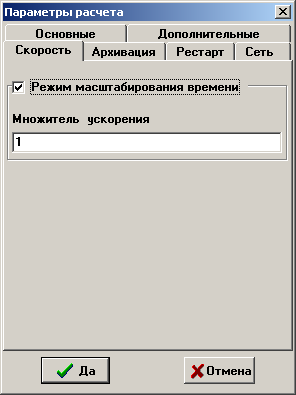 Параметры расчета
Основные Дополнительные
Скорость Архивация Рестарт Сеть
Режим масштабирования времени
Множитель ускорения
1
Да Отмена